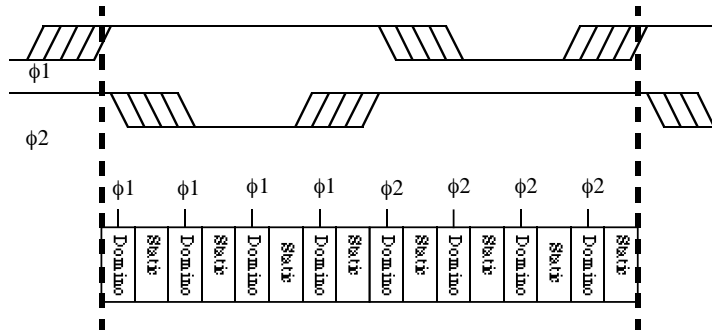 ϕ1
ϕ2
ϕ1 ϕ1 ϕ1 ϕ1 ϕ2 ϕ2 ϕ2 ϕ2
Domino Static Domino Static Domino Static Domino Static Domino Static Domino Static Domino Static Domino Static